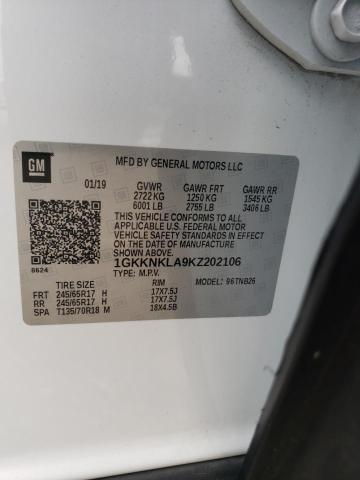 GM
MFD BY GENERAL MOTORS LLC
01/19 GVWR GAWR FRT GAWR RR
2722 KG 1250 KG 1545 KG
6001 LB 2755 LB 3406 LB
THIS VEHICLE CONFORMS TO ALL
APPLICABLE U.S. FEDERAL MOTOR
VEHICLE SAFETY STANDARDS IN
EFFECT ON THE DATE OF MANUFACTURE
SHOWN ABOVE.
1GKKNKLA9KZ202106
8624
TYPE: M.P.V. MODEL: 96TNB26
TIRE SIZE RIM
FRT 245/65R17 H 17X7.5J
RR 245/65R17 H 17X7.5J
SPA T135/70R18 M 18X4.5B